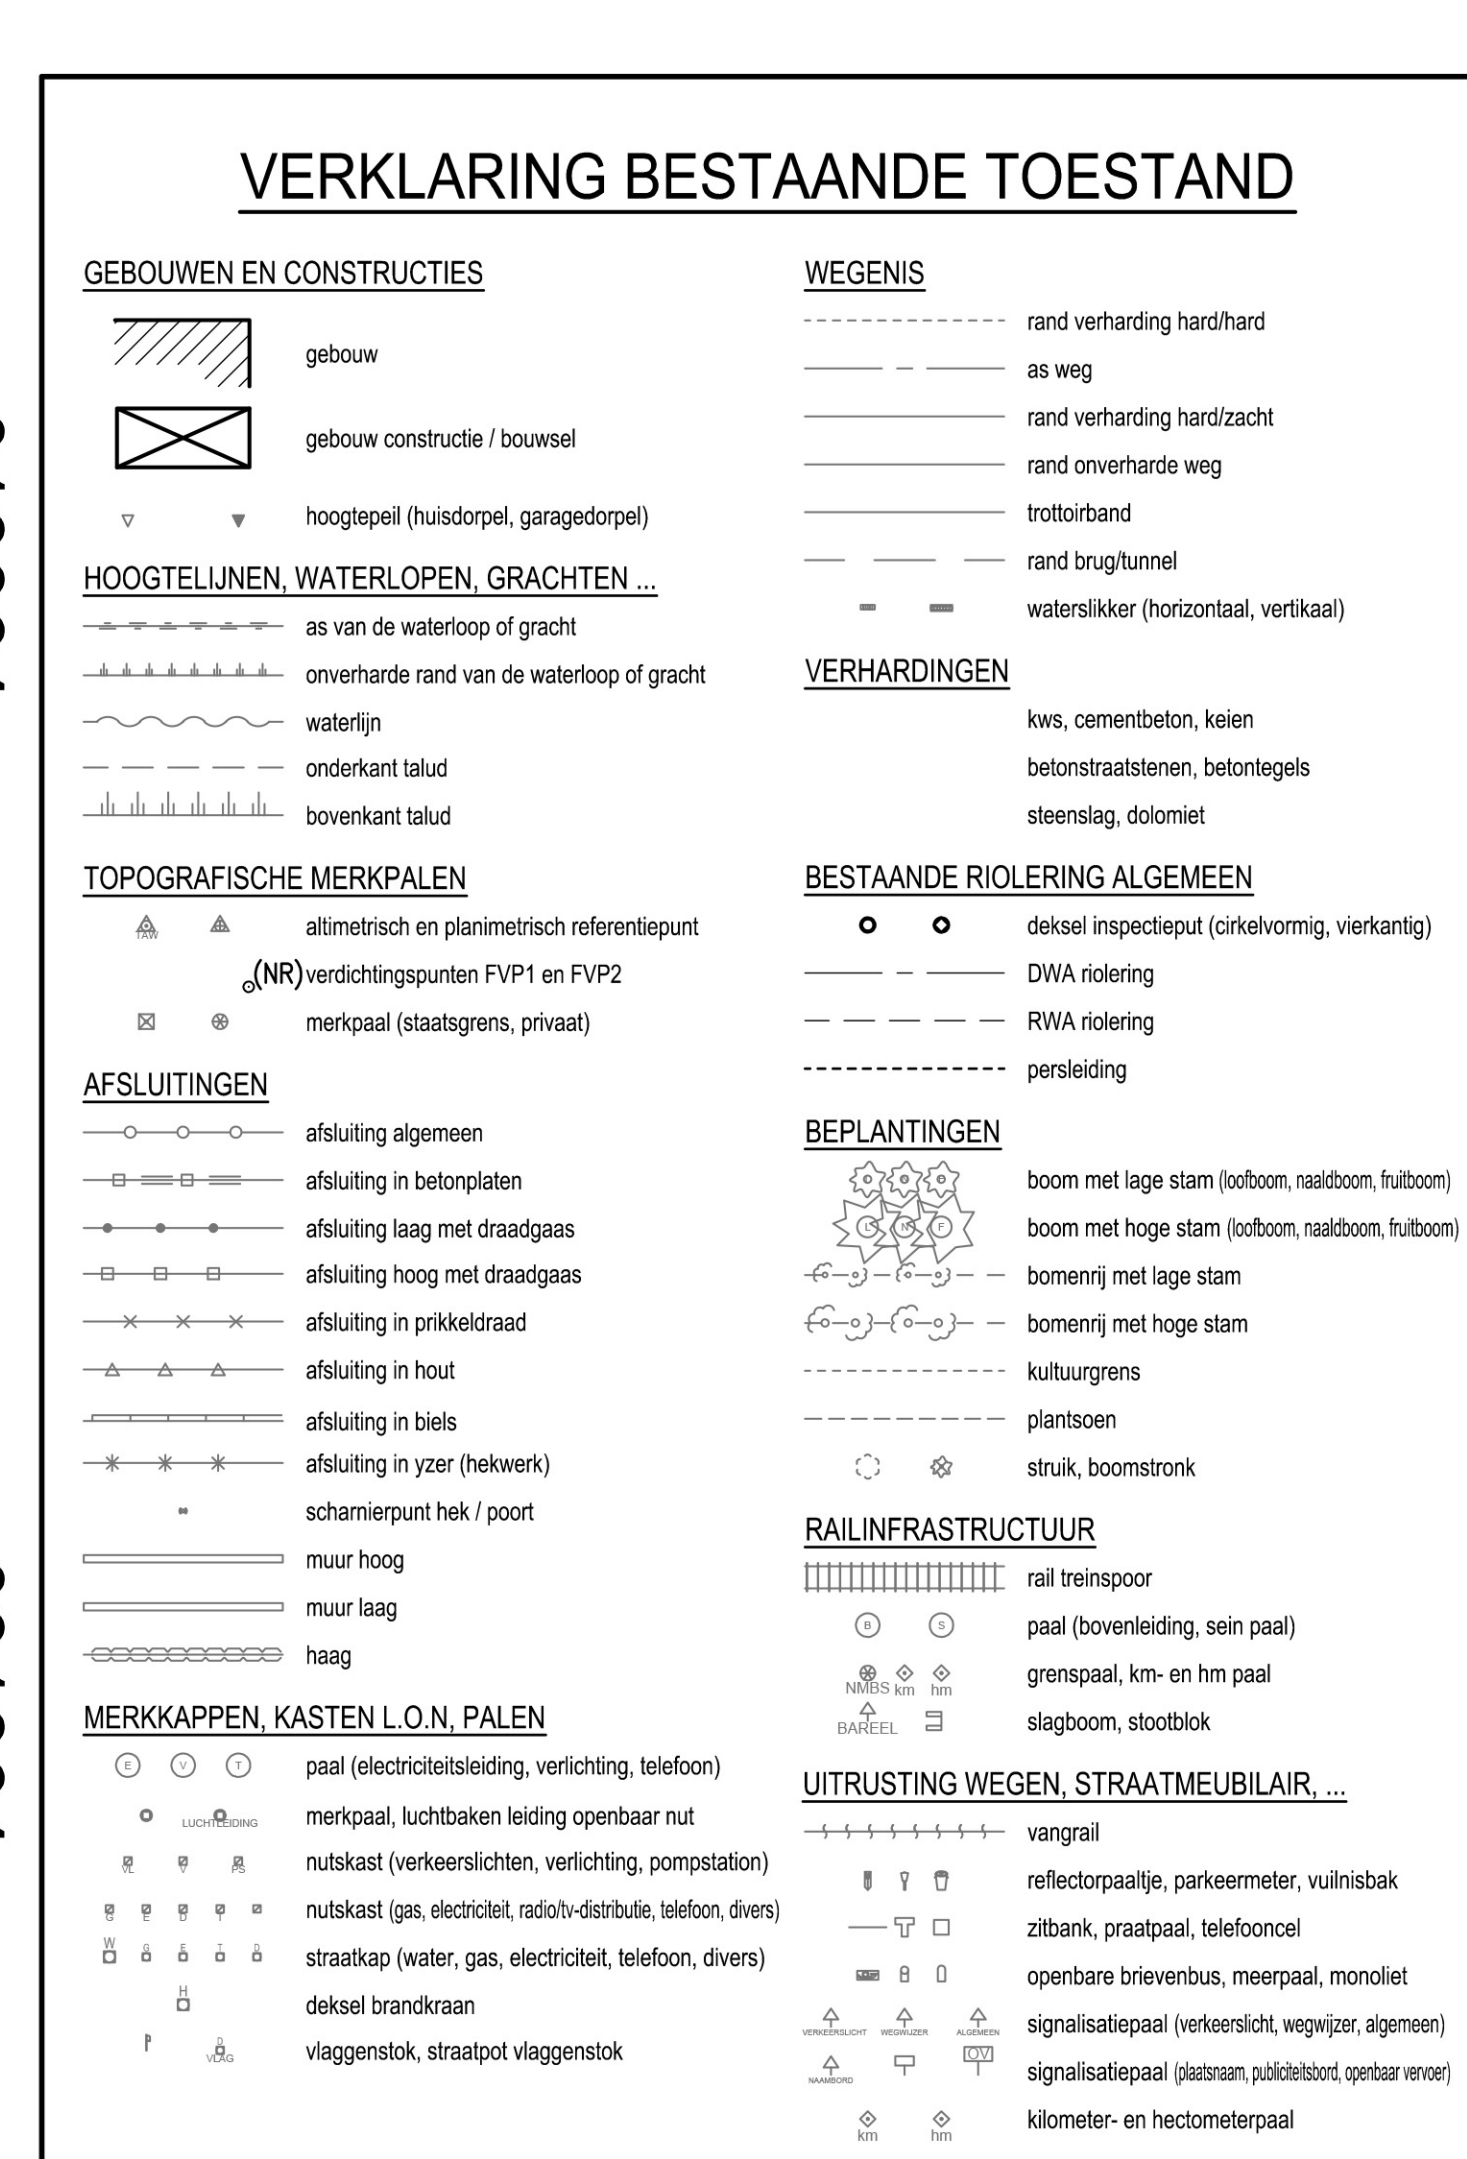 VERKLARING BESTAANDE TOESTAND
GEBOUWEN EN CONSTRUCTIES
gebouw
gebouw constructie / bouwsel
hoogtepeil (huisdorpel, garagedorpel)
HOOGTELIJNEN, WATERLOPEN, GRACHTEN ...
as van de waterloop of gracht
onverharde rand van de waterloop of gracht
waterlijn
onderkant talud
bovenkant talud
TOPOGRAFISCHE MERKPALEN
TAW altimetrisch en planimetrisch referentiepunt
(NR) verdichtingspunten FVP1 en FVP2
merkpaal (staatsgrens, privaat)
AFSLUITINGEN
afsluiting algemeen
afsluiting in betonplaten
afsluiting laag met draadgaas
afsluiting hoog met draadgaas
afsluiting in prikkeldraad
afsluiting in hout
afsluiting in biels
afsluiting in yzer (hekwerk)
scharnierpunt hek / poort
muur hoog
muur laag
haag
MERKKAPPEN, KASTEN L.O.N, PALEN
E V T paal (electriciteitsleiding, verlichting, telefoon)
LUCHTLEIDING merkpaal, luchtbaken leiding openbaar nut
VL V PS nutskast (verkeerslichten, verlichting, pompstation)
G E D T nutskast (gas, electriciteit, radio/tv-distributie, telefoon, divers)
W G E T D straatkap (water, gas, electriciteit, telefoon, divers)
H deksel brandkraan
D VLAG vlaggenstok, straatpot vlaggenstok
WEGENIS
rand verharding hard/hard
as weg
rand verharding hard/zacht
rand onverharde weg
trottoirband
rand brug/tunnel
waterslikker (horizontaal, vertikaal)
VERHARDINGEN
kws, cementbeton, keien
betonstraatstenen, betontegels
steenslag, dolomiet
BESTAANDE RIOLERING ALGEMEEN
deksel inspectieput (cirkelvormig, vierkantig)
DWA riolering
RWA riolering
persleiding
BEPLANTINGEN
boom met lage stam (loofboom, naaldboom, fruitboom)
L N F boom met hoge stam (loofboom, naaldboom, fruitboom)
bomenrij met lage stam
bomenrij met hoge stam
kultuurgrens
plantsoen
struik, boomstronk
RAILINFRASTRUCTUUR
rail treinspoor
B S paal (bovenleiding, sein paal)
NMBS km hm grenspaal, km- en hm paal
BAREEL slagboom, stootblok
UITRUSTING WEGEN, STRAATMEUBILAIR, ...
vangrail
reflectorpaaltje, parkeermeter, vuilnisbak
zitbank, praatpaal, telefooncel
openbare brievenbus, meerpaal, monoliet
VERKEERSLICHT WEGWIJZER ALGEMEEN signalisatiepaal (verkeerslicht, wegwijzer, algemeen)
NAAMBORD OV signalisatiepaal (plaatsnaam, publiciteitsbord, openbaar vervoer)
km hm kilometer- en hectometerpaal